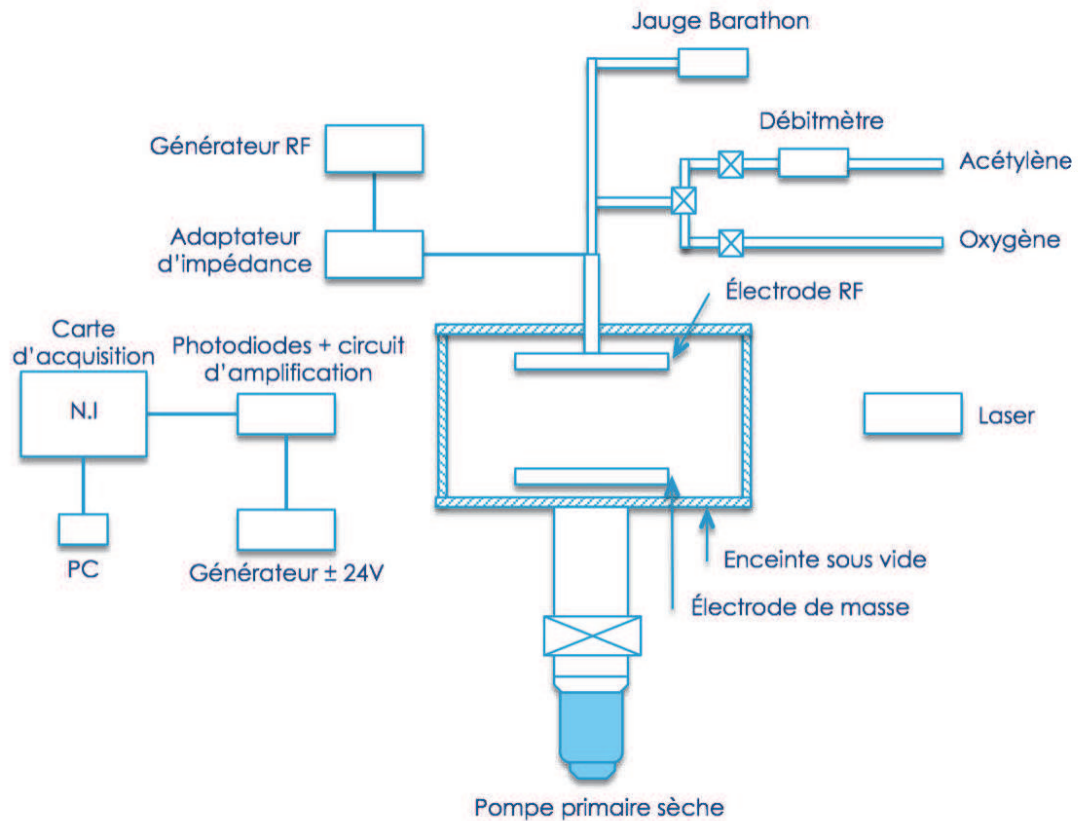 Jauge Barathon
Générateur RF
Débitmètre
Acétylène
Adaptateur
d'impédance
Oxygène
Électrode RF
Carte
d'acquisition
Photodiodes + circuit
d'amplification
N.I
Laser
PC
Générateur ± 24V
Enceinte sous vide
Électrode de masse
Pompe primaire sèche